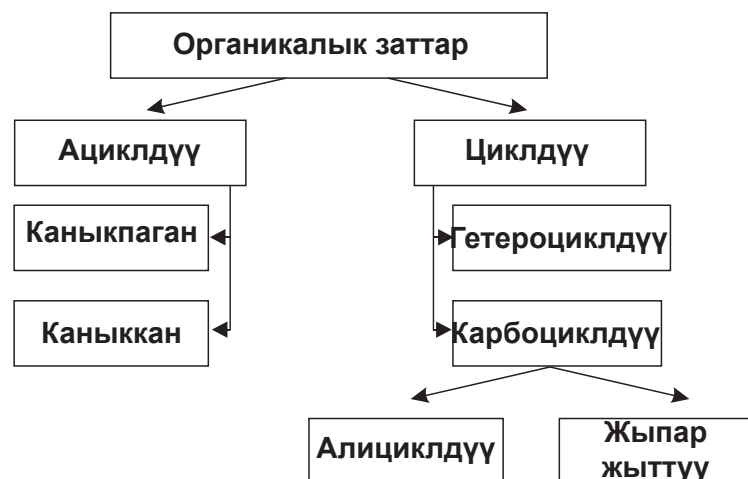 Органикалык заттар
Ациклдүү
Циклдүү
Каныкпаган
Гетероциклдүү
Каныккан
Карбоциклдүү
Алициклдүү
Жыпар
жыттуу